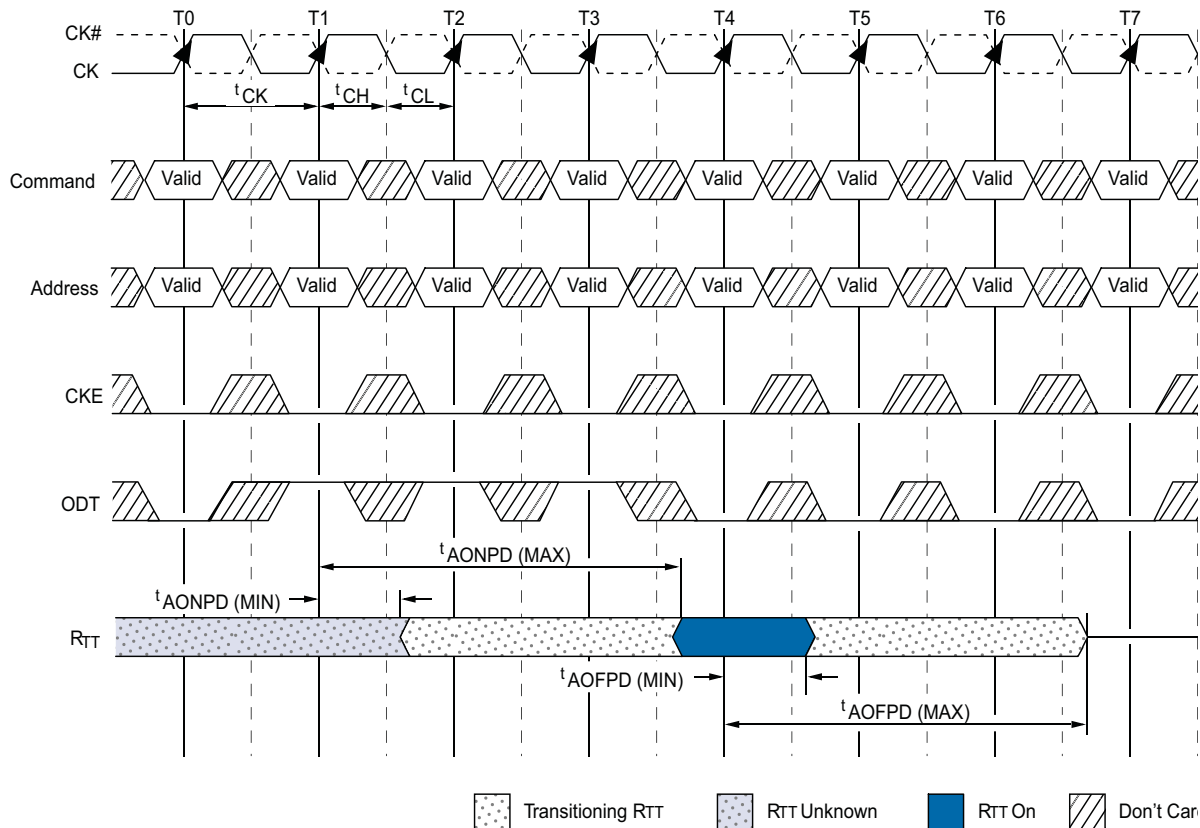 T0 T1 T2 T3 T4 T5 T6 T7
CK#
CK
tCK tCH tCL
Command Valid Valid Valid Valid Valid Valid Valid Valid
Address Valid Valid Valid Valid Valid Valid Valid Valid
CKE
ODT
tAONPD (MAX)
tAONPD (MIN)
RTT
tAOFPD (MIN)
tAOFPD (MAX)
Transitioning RTT RTT Unknown RTT On Don't Car